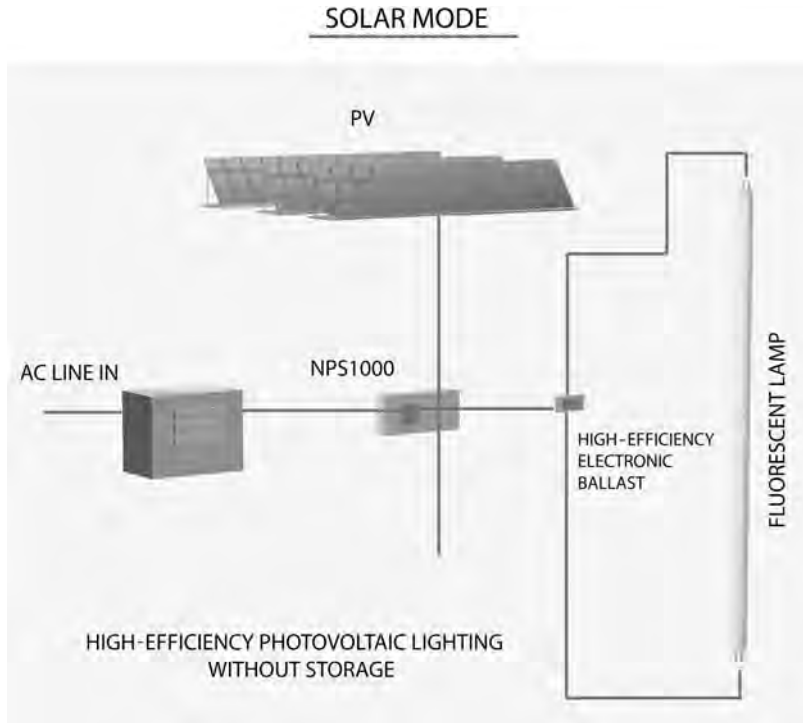 SOLAR MODE
PV
AC LINE IN
NPS1000
HIGH-EFFICIENCY
ELECTRONIC
BALLAST
FLUORESCENT LAMP
HIGH-EFFICIENCY PHOTOVOLTAIC LIGHTING
WITHOUT STORAGE